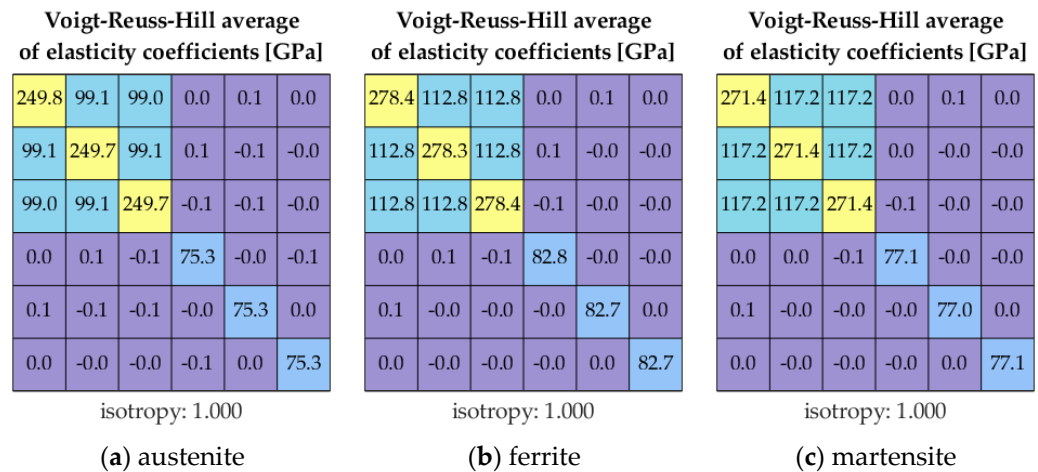 Voigt-Reuss-Hill average
of elasticity coefficients [GPa]
249.8 99.1 99.0 0.0 0.1 0.0
99.1 249.7 99.1 0.1 -0.1 -0.0
99.0 99.1 249.7 -0.1 -0.1 -0.0
0.0 0.1 -0.1 75.3 -0.0 -0.1
0.1 -0.1 -0.1 -0.0 75.3 0.0
0.0 -0.0 -0.0 -0.1 0.0 75.3
isotropy: 1.000
(a) austenite
Voigt-Reuss-Hill average
of elasticity coefficients [GPa]
278.4 112.8 112.8 0.0 0.1 0.0
112.8 278.3 112.8 0.1 -0.0 -0.0
112.8 112.8 278.4 -0.1 -0.0 -0.0
0.0 0.1 -0.1 82.8 -0.0 -0.0
0.1 -0.0 -0.0 -0.0 82.7 0.0
0.0 -0.0 -0.0 -0.0 0.0 82.7
isotropy: 1.000
(b) ferrite
Voigt-Reuss-Hill average
of elasticity coefficients [GPa]
271.4 117.2 117.2 0.0 0.1 0.0
117.2 271.4 117.2 0.0 -0.0 -0.0
117.2 117.2 271.4 -0.1 -0.0 -0.0
0.0 0.0 -0.1 77.1 -0.0 -0.0
0.1 -0.0 -0.0 -0.0 77.0 0.0
0.0 -0.0 -0.0 -0.0 0.0 77.1
isotropy: 1.000
(c) martensite